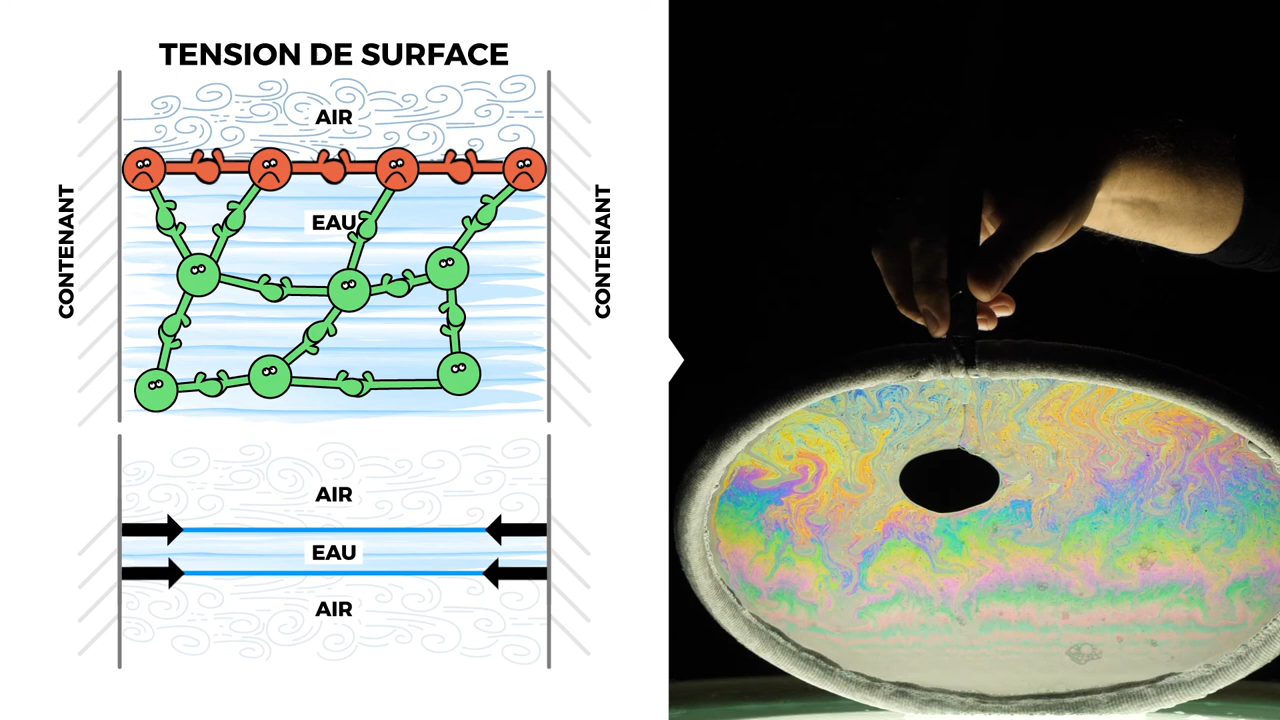 TENSION DE SURFACE
AIR
CONTENANT
EAU
CONTENANT
AIR
EAU
AIR